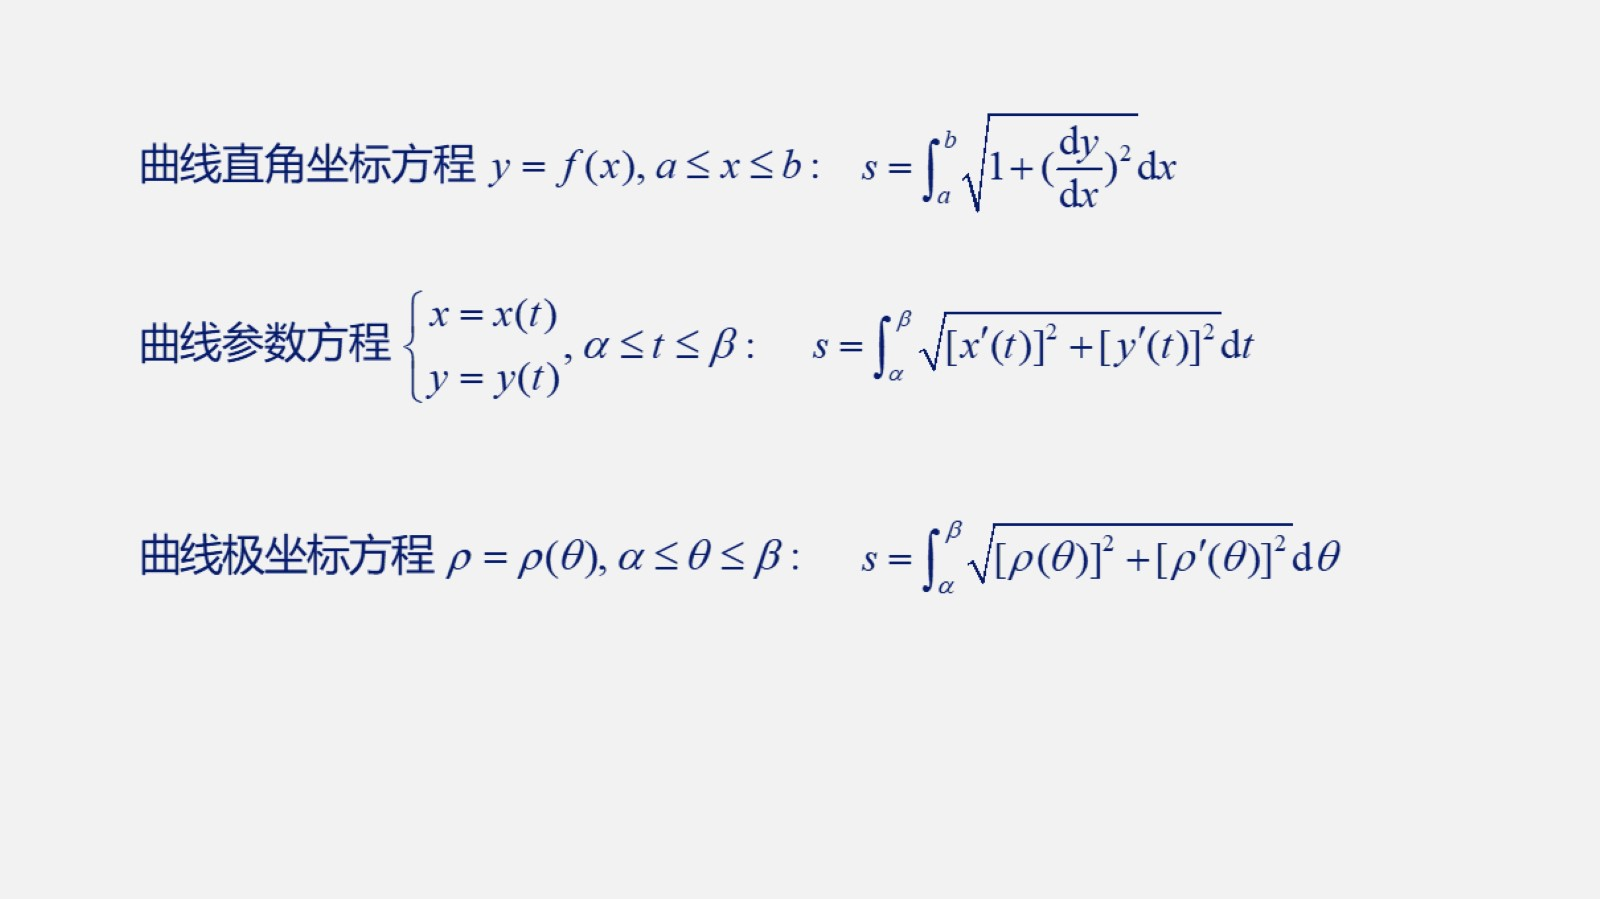 曲线直角坐标方程 y = f(x), a ≤ x ≤ b : s = ∫_a^b √(1+(dy/dx)²) dx
曲线参数方程 { x = x(t) y = y(t) , α ≤ t ≤ β : s = ∫_α^β √([x′(t)]² + [y′(t)]²) dt
曲线极坐标方程 ρ = ρ(θ), α ≤ θ ≤ β : s = ∫_α^β √([ρ(θ)]² + [ρ′(θ)]²) dθ